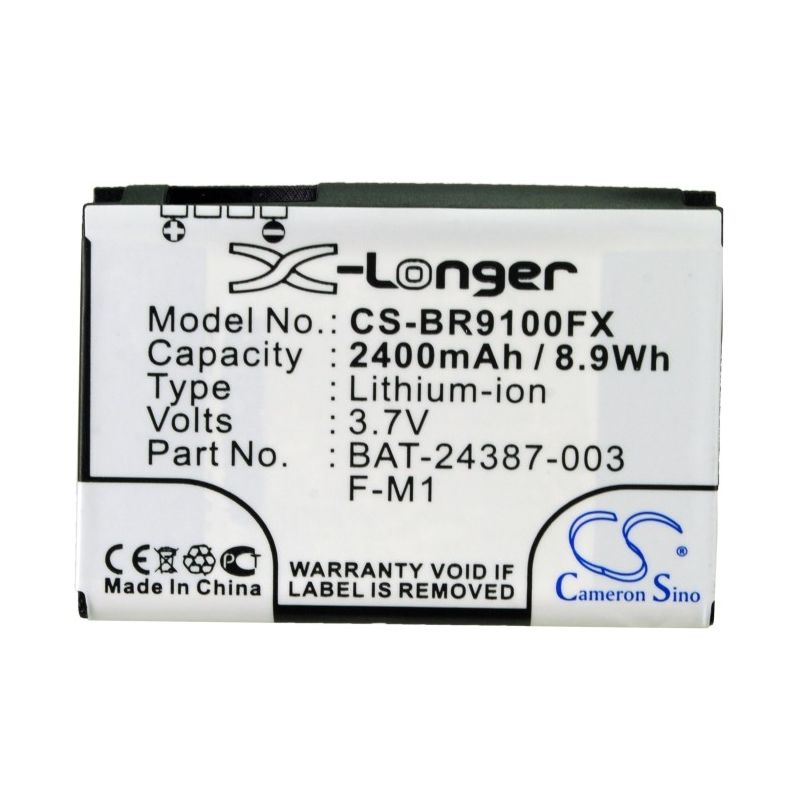 X-Longer
Model No. : CS-BR9100FX
Capacity : 2400mAh / 8.9Wh
Type : Lithium-ion
Volts : 3.7V
Part No. : BAT-24387-003
F-M1
CE PCT
Made In China
WARRANTY VOID IF
LABEL IS REMOVED
CS ®
Cameron Sino